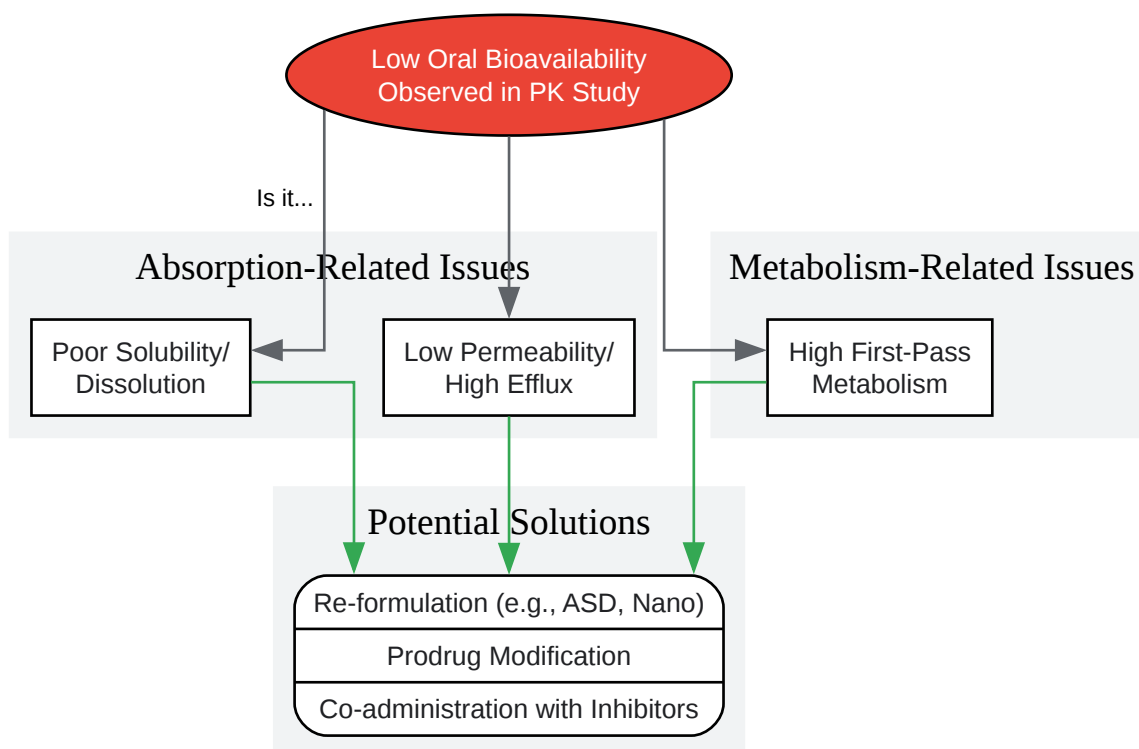 Low Oral Bioavailability
Observed in PK Study
Is it...
Absorption-Related Issues
Metabolism-Related Issues
Poor Solubility/
Dissolution
Low Permeability/
High Efflux
High First-Pass
Metabolism
Potential Solutions
Re-formulation (e.g., ASD, Nano)
Prodrug Modification
Co-administration with Inhibitors